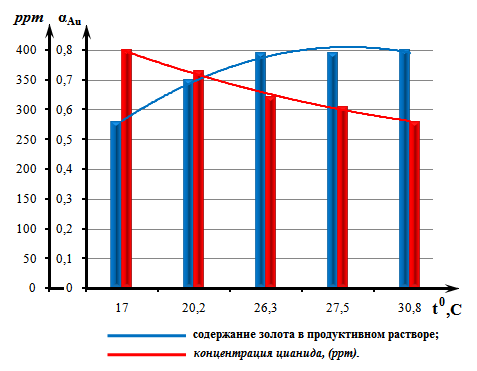 ppm αAu
400 0,8
350 0,7
300 0,6
250 0,5
200 0,4
150 0,3
100 0,2
50 0,1
0 0
17 20,2 26,3 27,5 30,8 t⁰,C
содержание золота в продуктивном растворе;
концентрация цианида, (ppm).